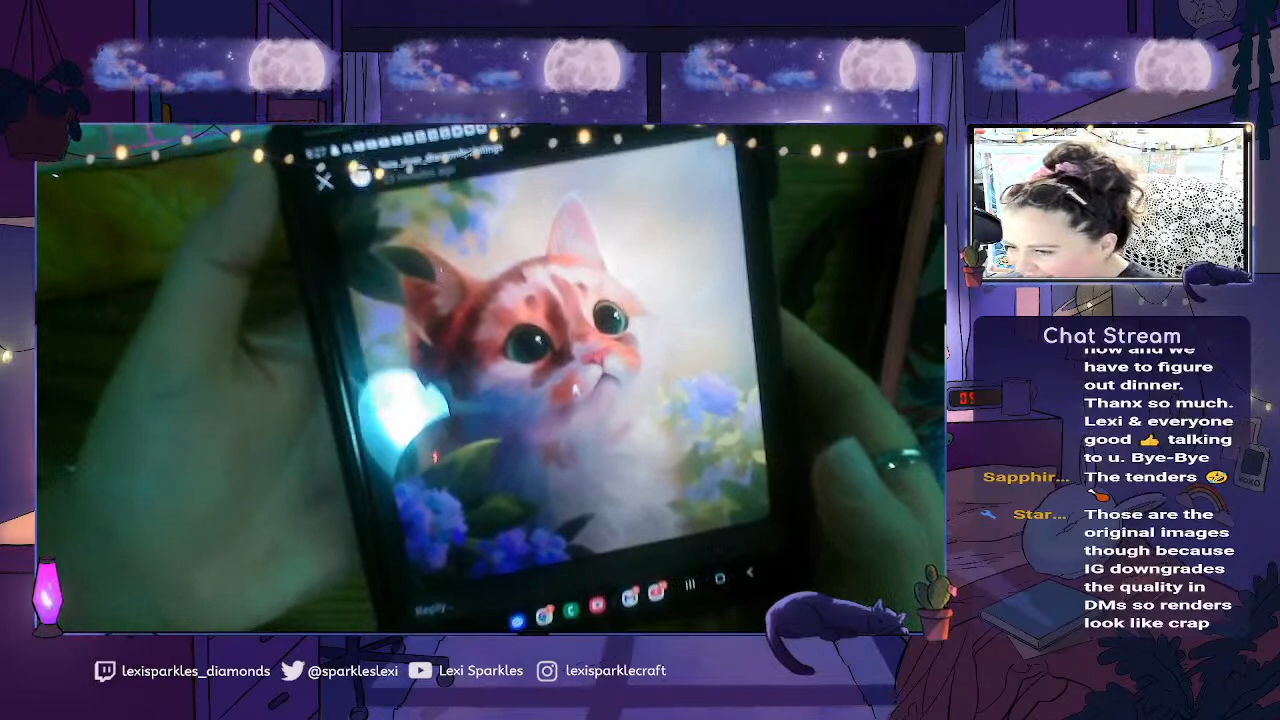 Chat Stream
now and we
have to figure
out dinner.
Thanx so much.
Lexi & everyone
good 👍 talking
to u. Bye-Bye
Sapphir... The tenders 🤣
Star... Those are the
original images
though because
IG downgrades
the quality in
DMs so renders
look like crap
Reply...
XOXO
lexisparkles_diamonds
@sparkleslexi
Lexi Sparkles
lexisparklecraft